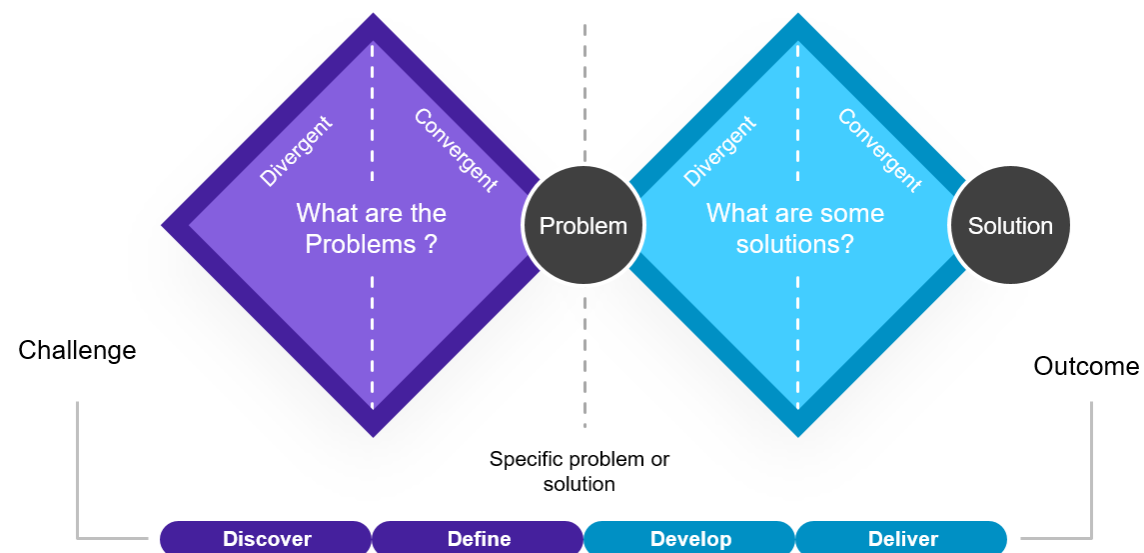 Divergent
Convergent
What are the
Problems ?
Problem
Divergent
Convergent
What are some
solutions?
Solution
Challenge
Outcome
Specific problem or
solution
Discover
Define
Develop
Deliver